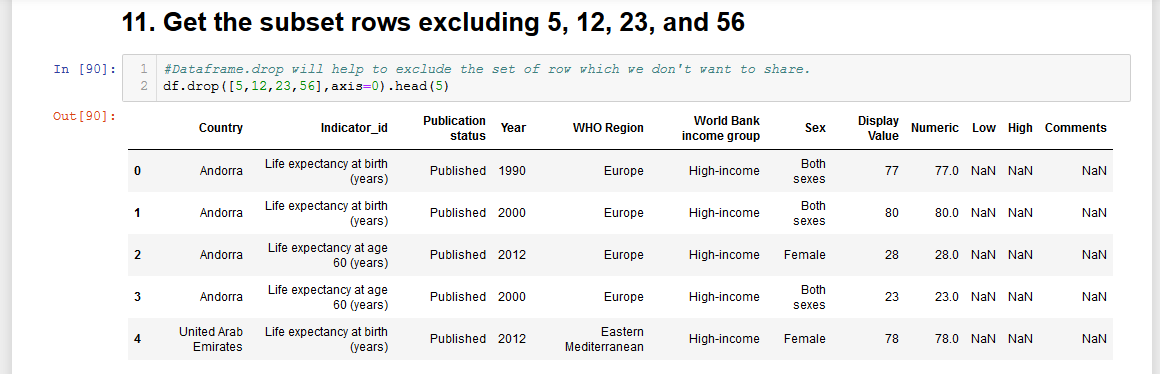 11. Get the subset rows excluding 5, 12, 23, and 56
In [90]:
1 #Dataframe.drop will help to exclude the set of row which we don't want to share.
2 df.drop([5,12,23,56],axis=0).head(5)
Out[90]:
Country Indicator_id Publication status Year WHO Region World Bank income group Sex Display Value Numeric Low High Comments
0 Andorra Life expectancy at birth (years) Published 1990 Europe High-income Both sexes 77 77.0 NaN NaN NaN
1 Andorra Life expectancy at birth (years) Published 2000 Europe High-income Both sexes 80 80.0 NaN NaN NaN
2 Andorra Life expectancy at age 60 (years) Published 2012 Europe High-income Female 28 28.0 NaN NaN NaN
3 Andorra Life expectancy at age 60 (years) Published 2000 Europe High-income Both sexes 23 23.0 NaN NaN NaN
4 United Arab Emirates Life expectancy at birth (years) Published 2012 Eastern Mediterranean High-income Female 78 78.0 NaN NaN NaN